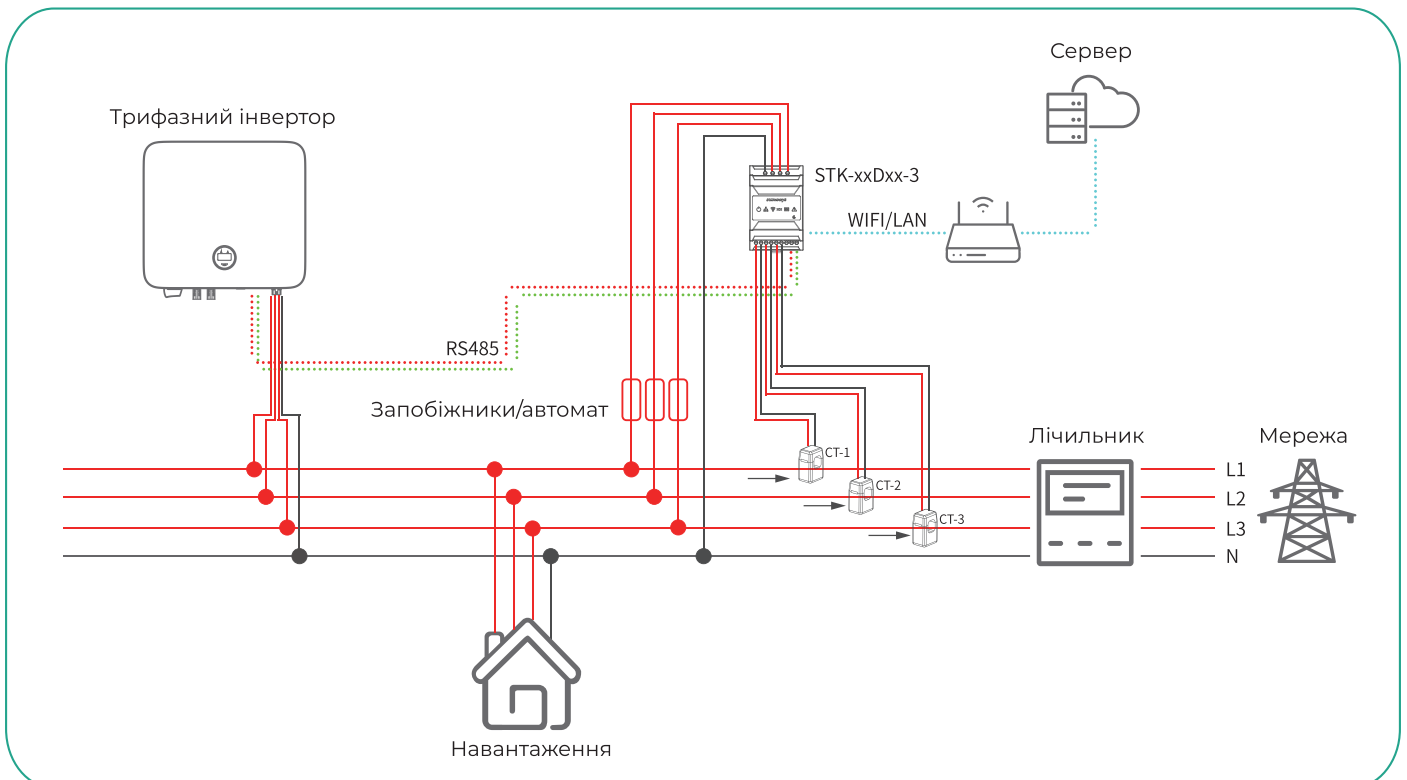 Сервер
Трифазний інвертор
STK-xxDxx-3
WIFI/LAN
RS485
Запобіжники/автомат
Лічильник
Мережа
CT-1
L1
CT-2
L2
CT-3
L3
N
Навантаження